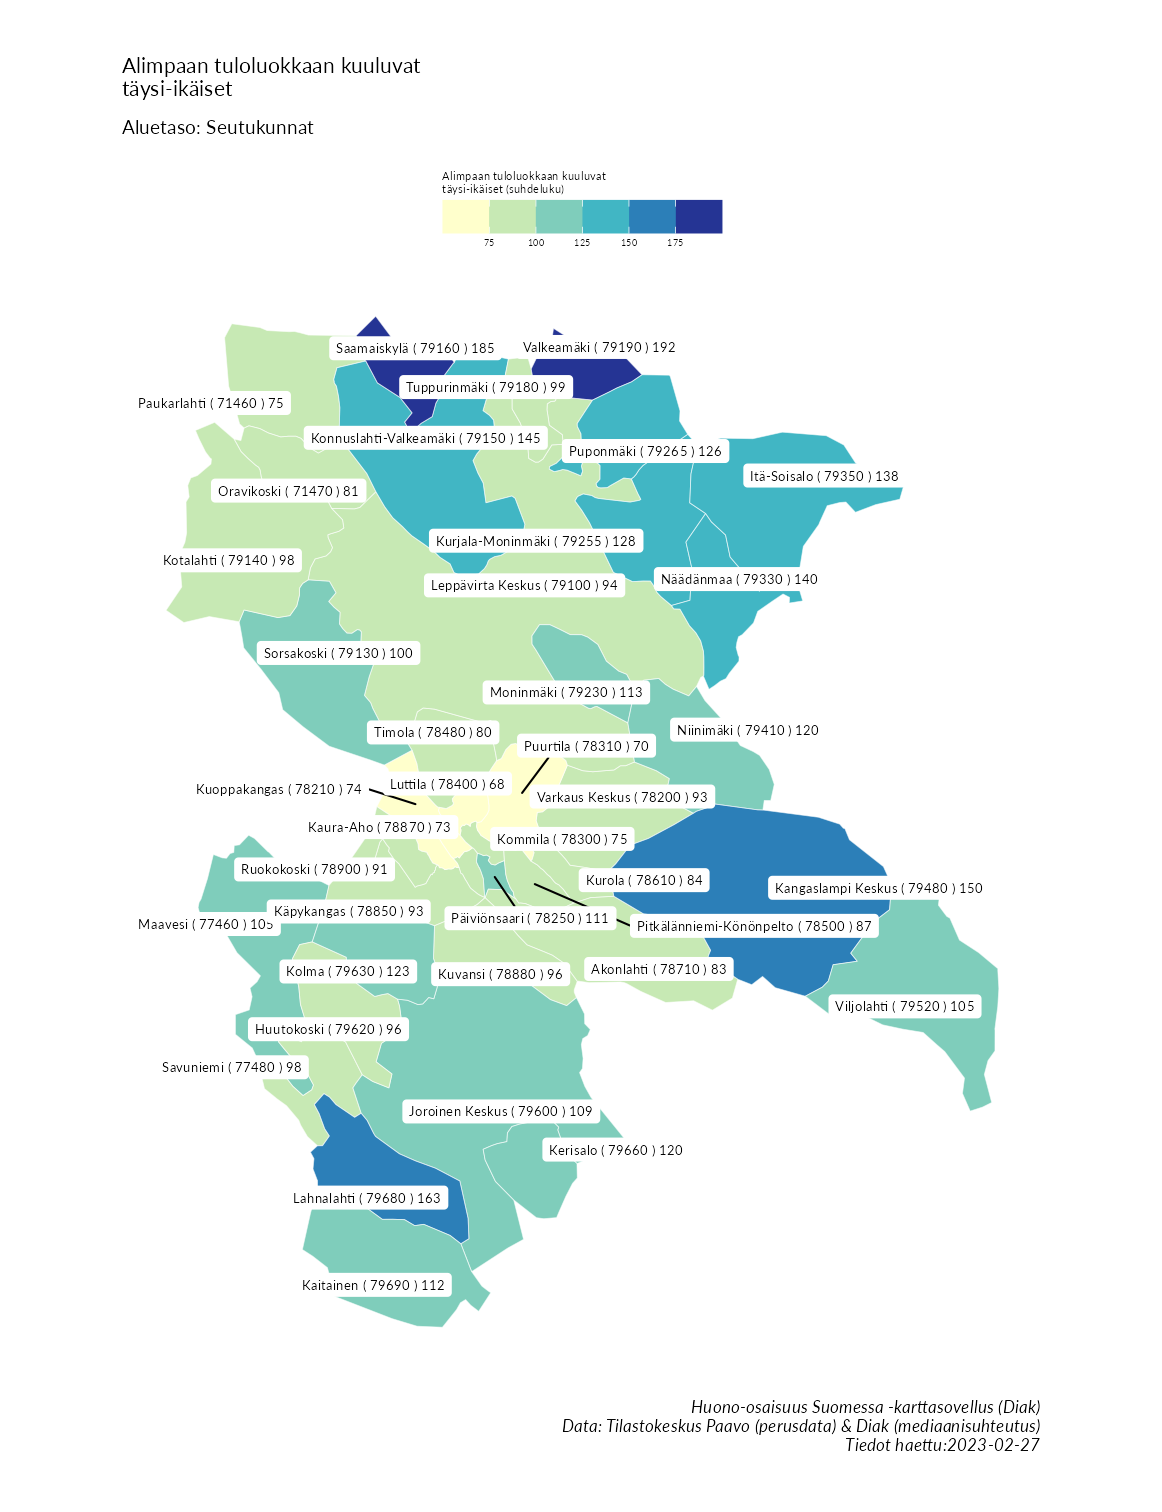 Alimpaan tuloluokkaan kuuluvat
täysi-ikäiset
Aluetaso: Seutukunnat
Alimpaan tuloluokkaan kuuluvat
täysi-ikäiset (suhdeluku)
75 100 125 150 175
Saamaiskylä ( 79160 ) 185
Valkeamäki ( 79190 ) 192
Tuppurinmäki ( 79180 ) 99
Paukarlahti ( 71460 ) 75
Konnuslahti-Valkeamäki ( 79150 ) 145
Puponmäki ( 79265 ) 126
Itä-Soisalo ( 79350 ) 138
Oravikoski ( 71470 ) 81
Kurjala-Moninmäki ( 79255 ) 128
Kotalahti ( 79140 ) 98
Näädänmaa ( 79330 ) 140
Leppävirta Keskus ( 79100 ) 94
Sorsakoski ( 79130 ) 100
Moninmäki ( 79230 ) 113
Niinimäki ( 79410 ) 120
Timola ( 78480 ) 80
Puurtila ( 78310 ) 70
Luttila ( 78400 ) 68
Kuoppakangas ( 78210 ) 74
Varkaus Keskus ( 78200 ) 93
Kaura-Aho ( 78870 ) 73
Kommila ( 78300 ) 75
Ruokokoski ( 78900 ) 91
Kurola ( 78610 ) 84
Kangaslampi Keskus ( 79480 ) 150
Käpykangas ( 78850 ) 93
Päiviönsaari ( 78250 ) 111
Maavesi ( 77460 ) 105
Pitkälänniemi-Könönpelto ( 78500 ) 87
Kolma ( 79630 ) 123
Kuvansi ( 78880 ) 96
Akonlahti ( 78710 ) 83
Viljolahti ( 79520 ) 105
Huutokoski ( 79620 ) 96
Savuniemi ( 77480 ) 98
Joroinen Keskus ( 79600 ) 109
Kerisalo ( 79660 ) 120
Lahnalahti ( 79680 ) 163
Kaitainen ( 79690 ) 112
Huono-osaisuus Suomessa -karttasovellus (Diak)
Data: Tilastokeskus Paavo (perusdata) & Diak (mediaanisuhteutus)
Tiedot haettu:2023-02-27